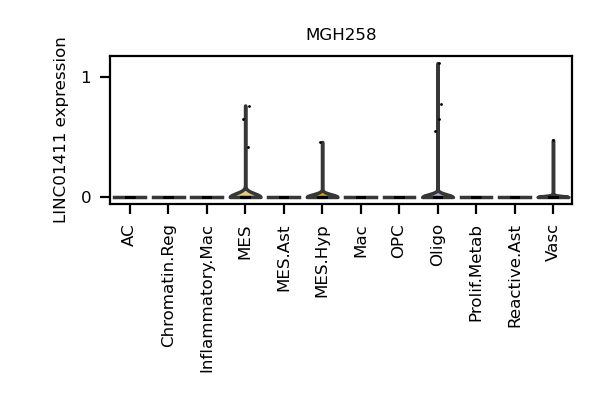 MGH258
LINC01411 expression
1
0
AC
Chromatin.Reg
Inflammatory.Mac
MES
MES.Ast
MES.Hyp
Mac
OPC
Oligo
Prolif.Metab
Reactive.Ast
Vasc